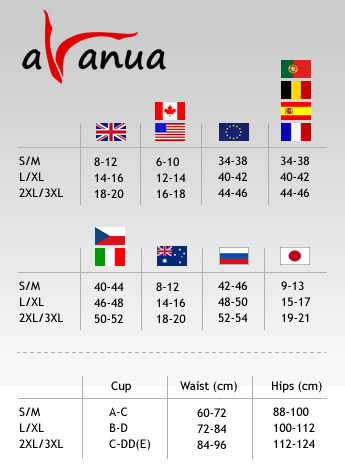 avanua
S/M 8-12 6-10 34-38 34-38
L/XL 14-16 12-14 40-42 40-42
2XL/3XL 18-20 16-18 44-46 44-46
S/M 40-44 8-12 42-46 9-13
L/XL 46-48 14-16 48-50 15-17
2XL/3XL 50-52 18-20 52-54 19-21
Cup Waist (cm) Hips (cm)
S/M A-C 60-72 88-100
L/XL B-D 72-84 100-112
2XL/3XL C-DD(E) 84-96 112-124